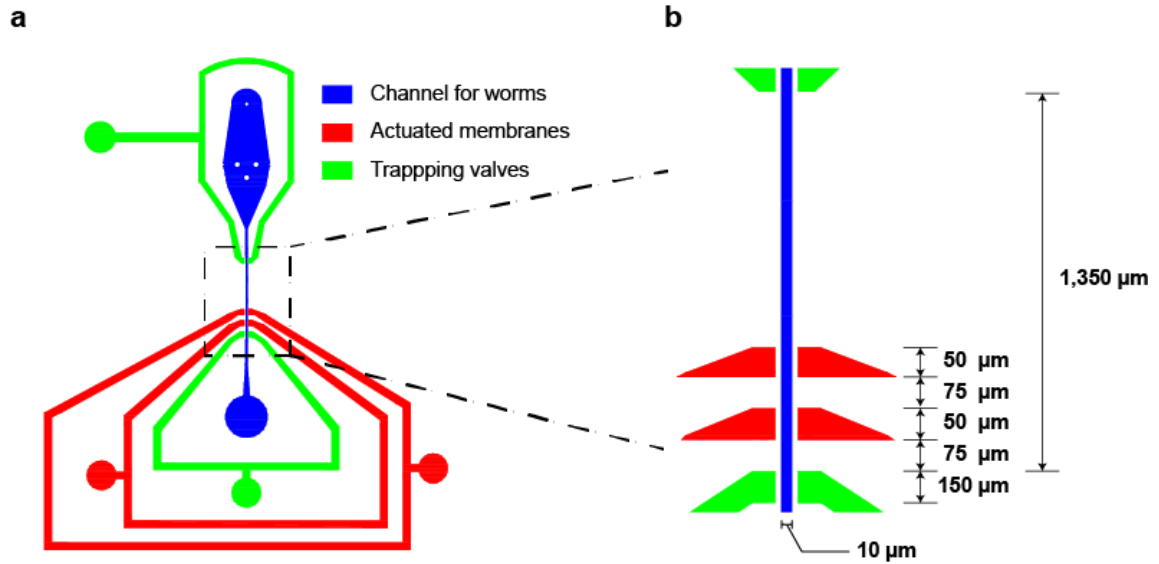 a
Channel for worms
Actuated membranes
Trappping valves
b
1,350 µm
50 µm
75 µm
50 µm
75 µm
150 µm
10 µm